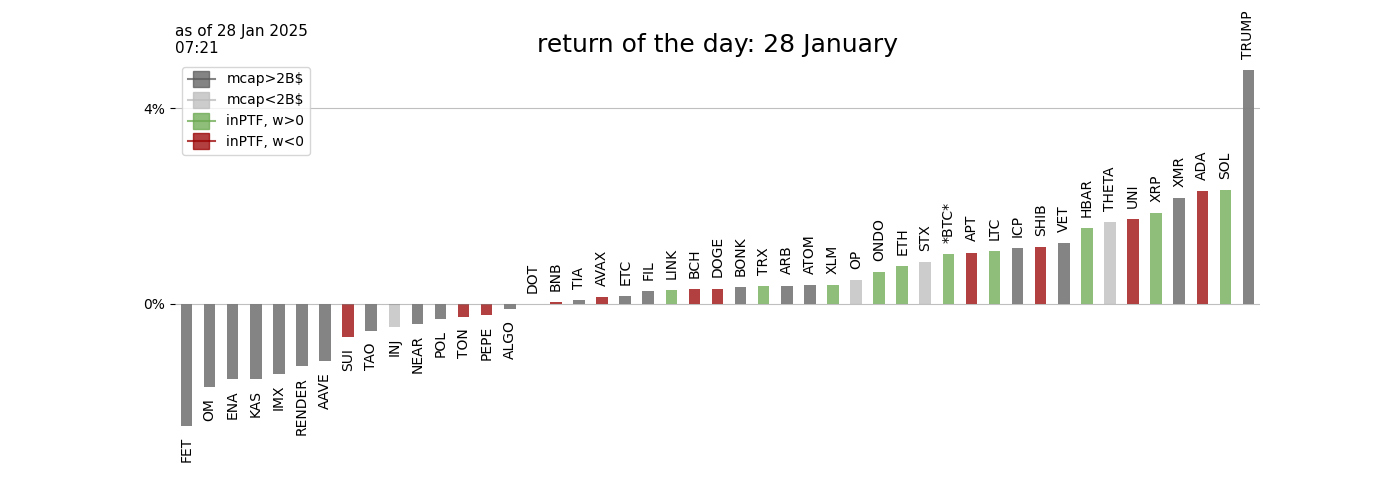 as of 28 Jan 2025
07:21
return of the day: 28 January
mcap>2B$
mcap<2B$
inPTF, w>0
inPTF, w<0
4%
0%
FET
OM
ENA
KAS
IMX
RENDER
AAVE
SUI
TAO
INJ
NEAR
POL
TON
PEPE
ALGO
DOT
BNB
TIA
AVAX
ETC
FIL
LINK
BCH
DOGE
BONK
TRX
ARB
ATOM
XLM
OP
ONDO
ETH
STX
*BTC*
APT
LTC
ICP
SHIB
VET
HBAR
THETA
UNI
XRP
XMR
ADA
SOL
TRUMP